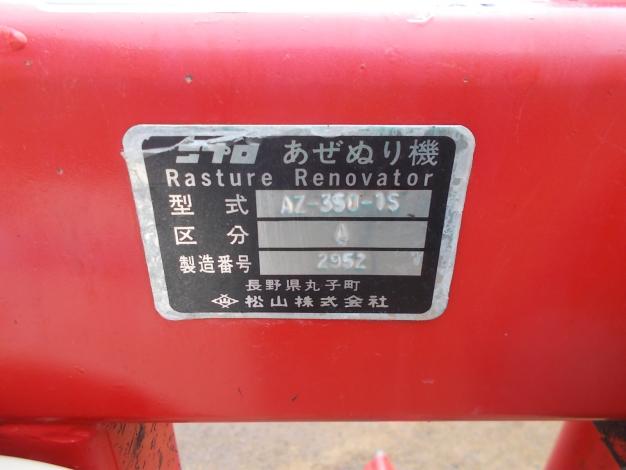 ニプロ あぜぬり機
Rasture Renovator
型式 AZ-350-1S
区分 A
製造番号 2952
長野県丸子町
松山株式会社